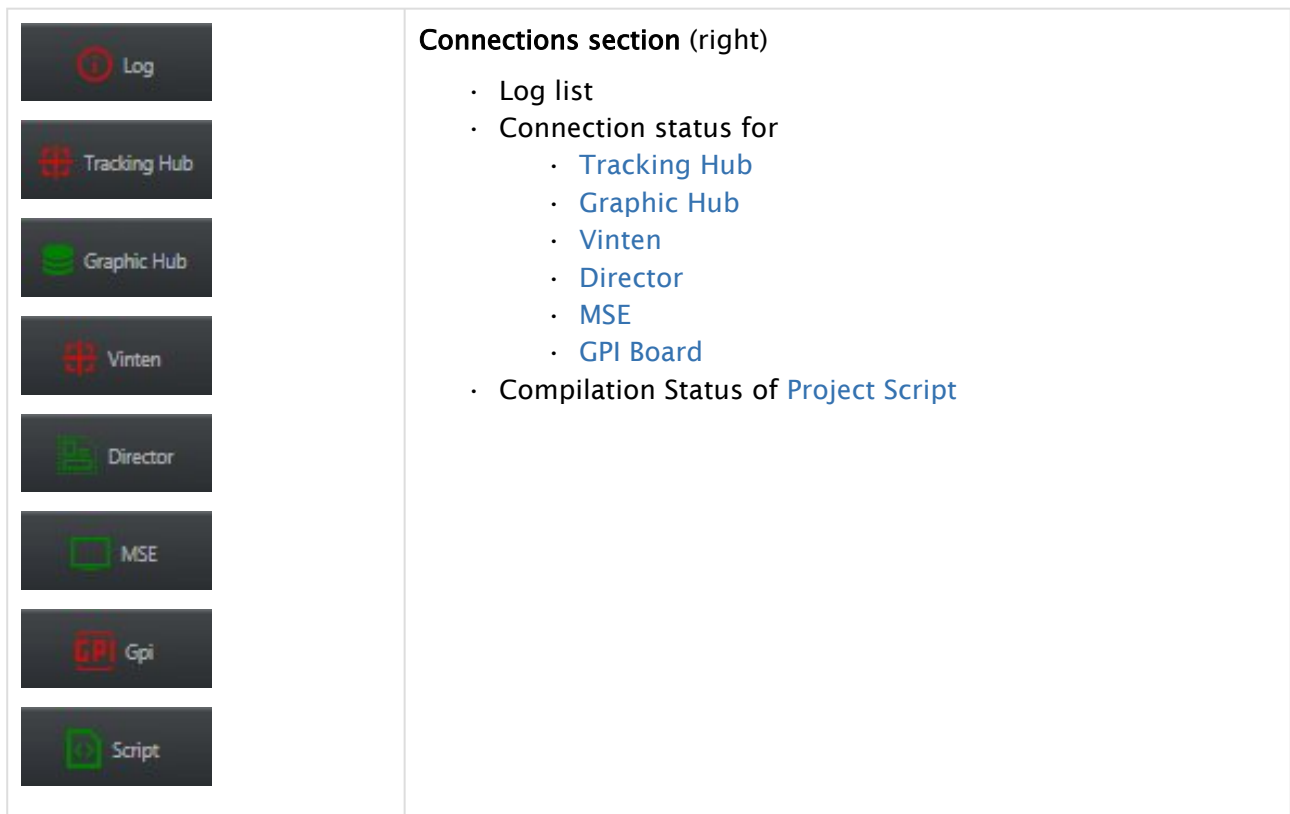 Log
Tracking Hub
Graphic Hub
Vinten
Director
MSE
GPI Gpi
Script
Connections section (right)
· Log list
· Connection status for
· Tracking Hub
· Graphic Hub
· Vinten
· Director
· MSE
· GPI Board
· Compilation Status of Project Script